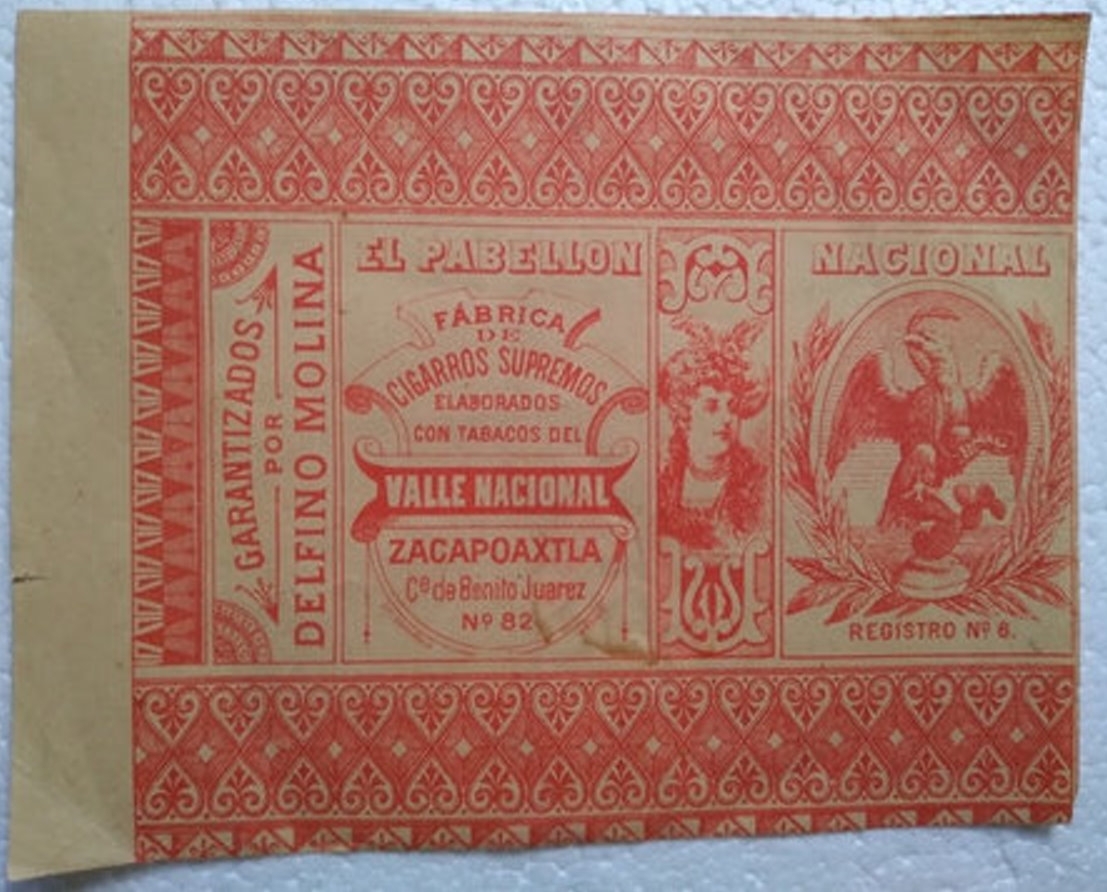 GARANTIZADOS
POR
DELFINO MOLINA
EL PABELLON
FÁBRICA
DE
CIGARROS SUPREMOS
ELABORADOS
CON TABACOS DEL
VALLE NACIONAL
ZACAPOAXTLA
Cª de Benito Juarez
Nº 82
NACIONAL
REGISTRO Nº 6.